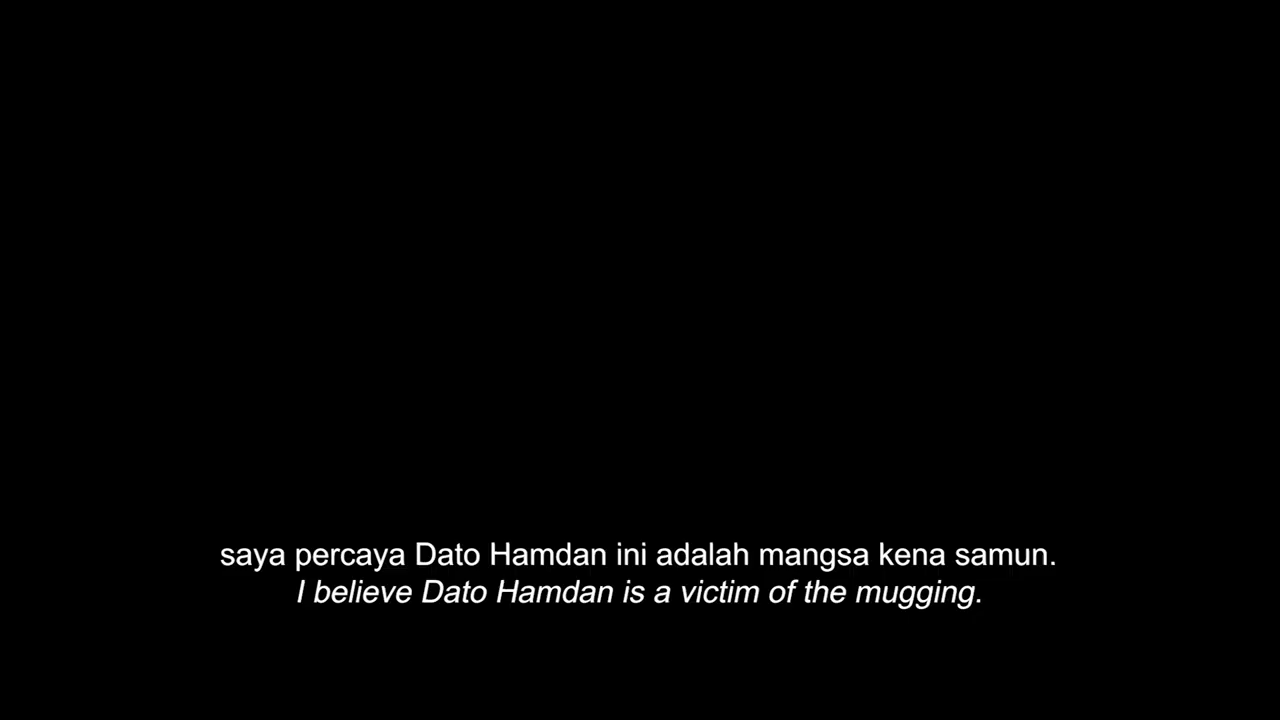 saya percaya Dato Hamdan ini adalah mangsa kena samun.
I believe Dato Hamdan is a victim of the mugging.